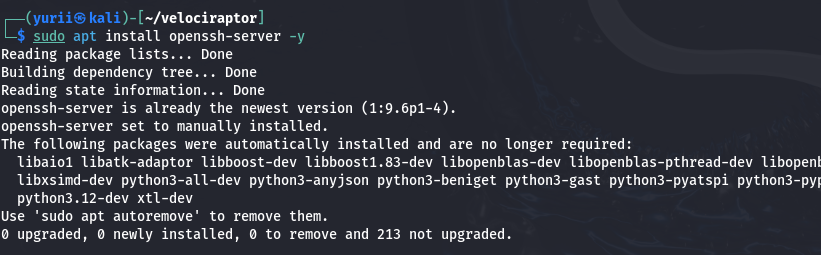 (yurii㉿kali)-[~/velociraptor]
$ sudo apt install openssh-server -y
Reading package lists... Done
Building dependency tree... Done
Reading state information... Done
openssh-server is already the newest version (1:9.6p1-4).
openssh-server set to manually installed.
The following packages were automatically installed and are no longer required:
libaio1 libatk-adaptor libboost-dev libboost1.83-dev libopenblas-dev libopenblas-pthread-dev libopenb
libxsimd-dev python3-all-dev python3-anyjson python3-beniget python3-gast python3-pyatspi python3-pyp
python3.12-dev xtl-dev
Use 'sudo apt autoremove' to remove them.
0 upgraded, 0 newly installed, 0 to remove and 213 not upgraded.